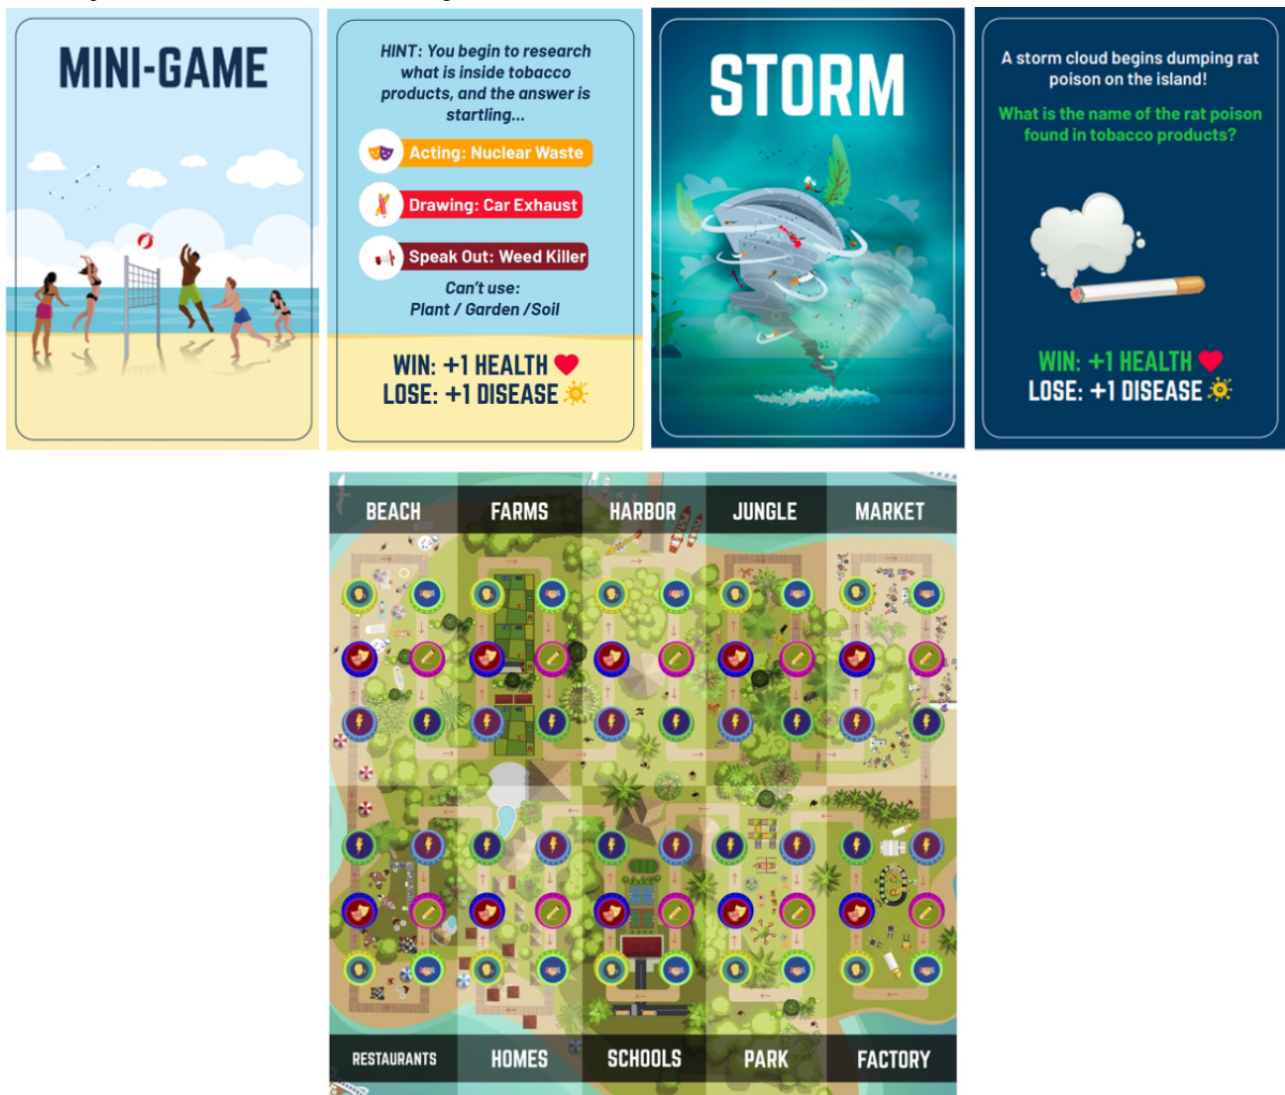 MINI-GAME
HINT: You begin to research
what is inside tobacco
products, and the answer is
startling...
Acting: Nuclear Waste
Drawing: Car Exhaust
Speak Out: Weed Killer
Can't use:
Plant / Garden /Soil
WIN: +1 HEALTH
LOSE: +1 DISEASE
STORM
A storm cloud begins dumping rat
poison on the island!
What is the name of the rat poison
found in tobacco products?
WIN: +1 HEALTH
LOSE: +1 DISEASE
BEACH FARMS HARBOR JUNGLE MARKET
RESTAURANTS HOMES SCHOOLS PARK FACTORY